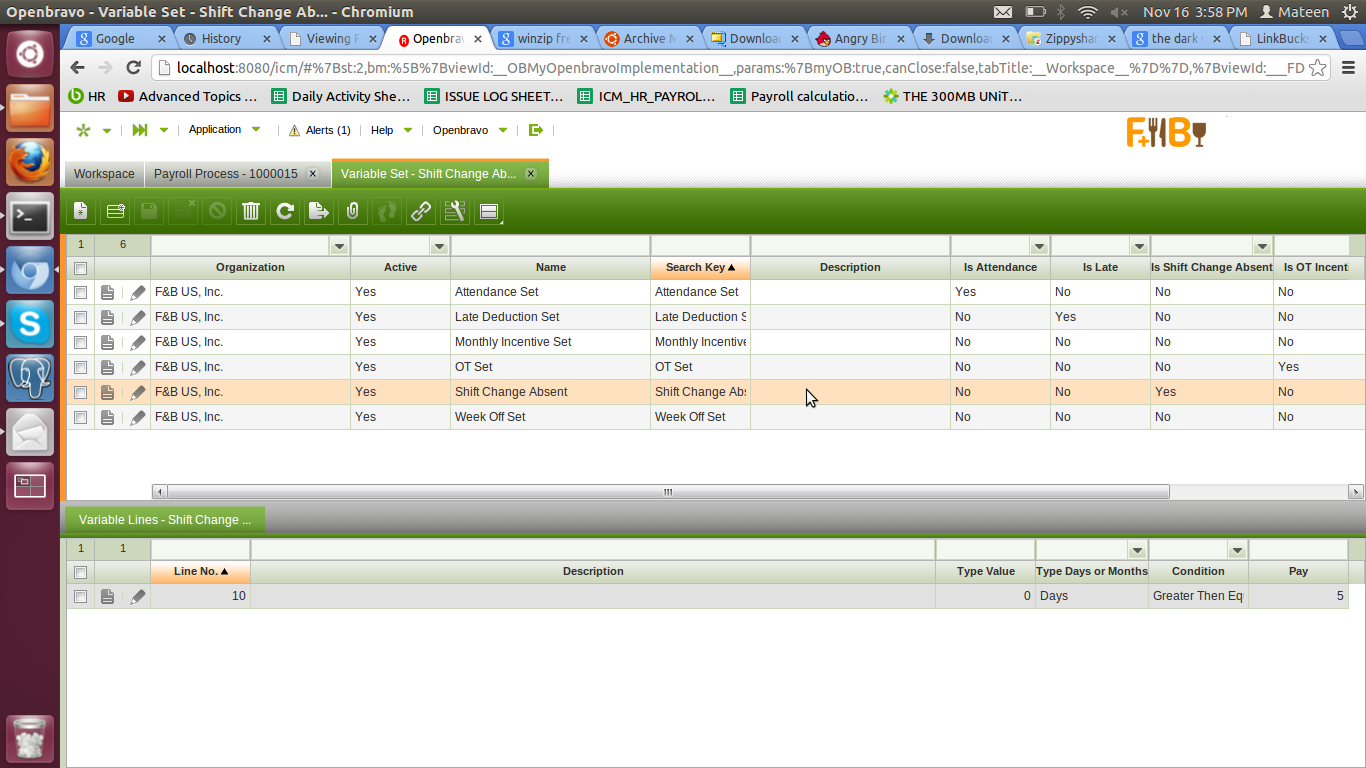 Openbravo - Variable Set - Shift Change Ab... - Chromium Nov 16 3:58 PM Mateen
Google History Viewing F Openbrav winzip fre Archive M Download Angry Bir Download Zippyshar the dark LinkBuck
localhost:8080/icm/#%7Bst:2,bm:%5B%7BviewId:__OBMyOpenbravoImplementation__,params:%7BmyOB:true,canClose:false,tabTitle:__Workspace__%7D%7D,%7BviewId:___FD
HR Advanced Topics ... Daily Activity She... ISSUE LOG SHEET... ICM_HR_PAYROL... Payroll calculatio... THE 300MB UNiT...
Application Alerts (1) Help Openbravo F+B
Workspace Payroll Process - 1000015 Variable Set - Shift Change Ab...
1 6
Organization Active Name Search Key Description Is Attendance Is Late Is Shift Change Absent Is OT Incenti
F&B US, Inc. Yes Attendance Set Attendance Set Yes No No No
F&B US, Inc. Yes Late Deduction Set Late Deduction S No Yes No No
F&B US, Inc. Yes Monthly Incentive Set Monthly Incentive No No No No
F&B US, Inc. Yes OT Set OT Set No No No Yes
F&B US, Inc. Yes Shift Change Absent Shift Change Abs No No Yes No
F&B US, Inc. Yes Week Off Set Week Off Set No No No No
Variable Lines - Shift Change ...
1 1
Line No. Description Type Value Type Days or Months Condition Pay
10 0 Days Greater Then Equ 5